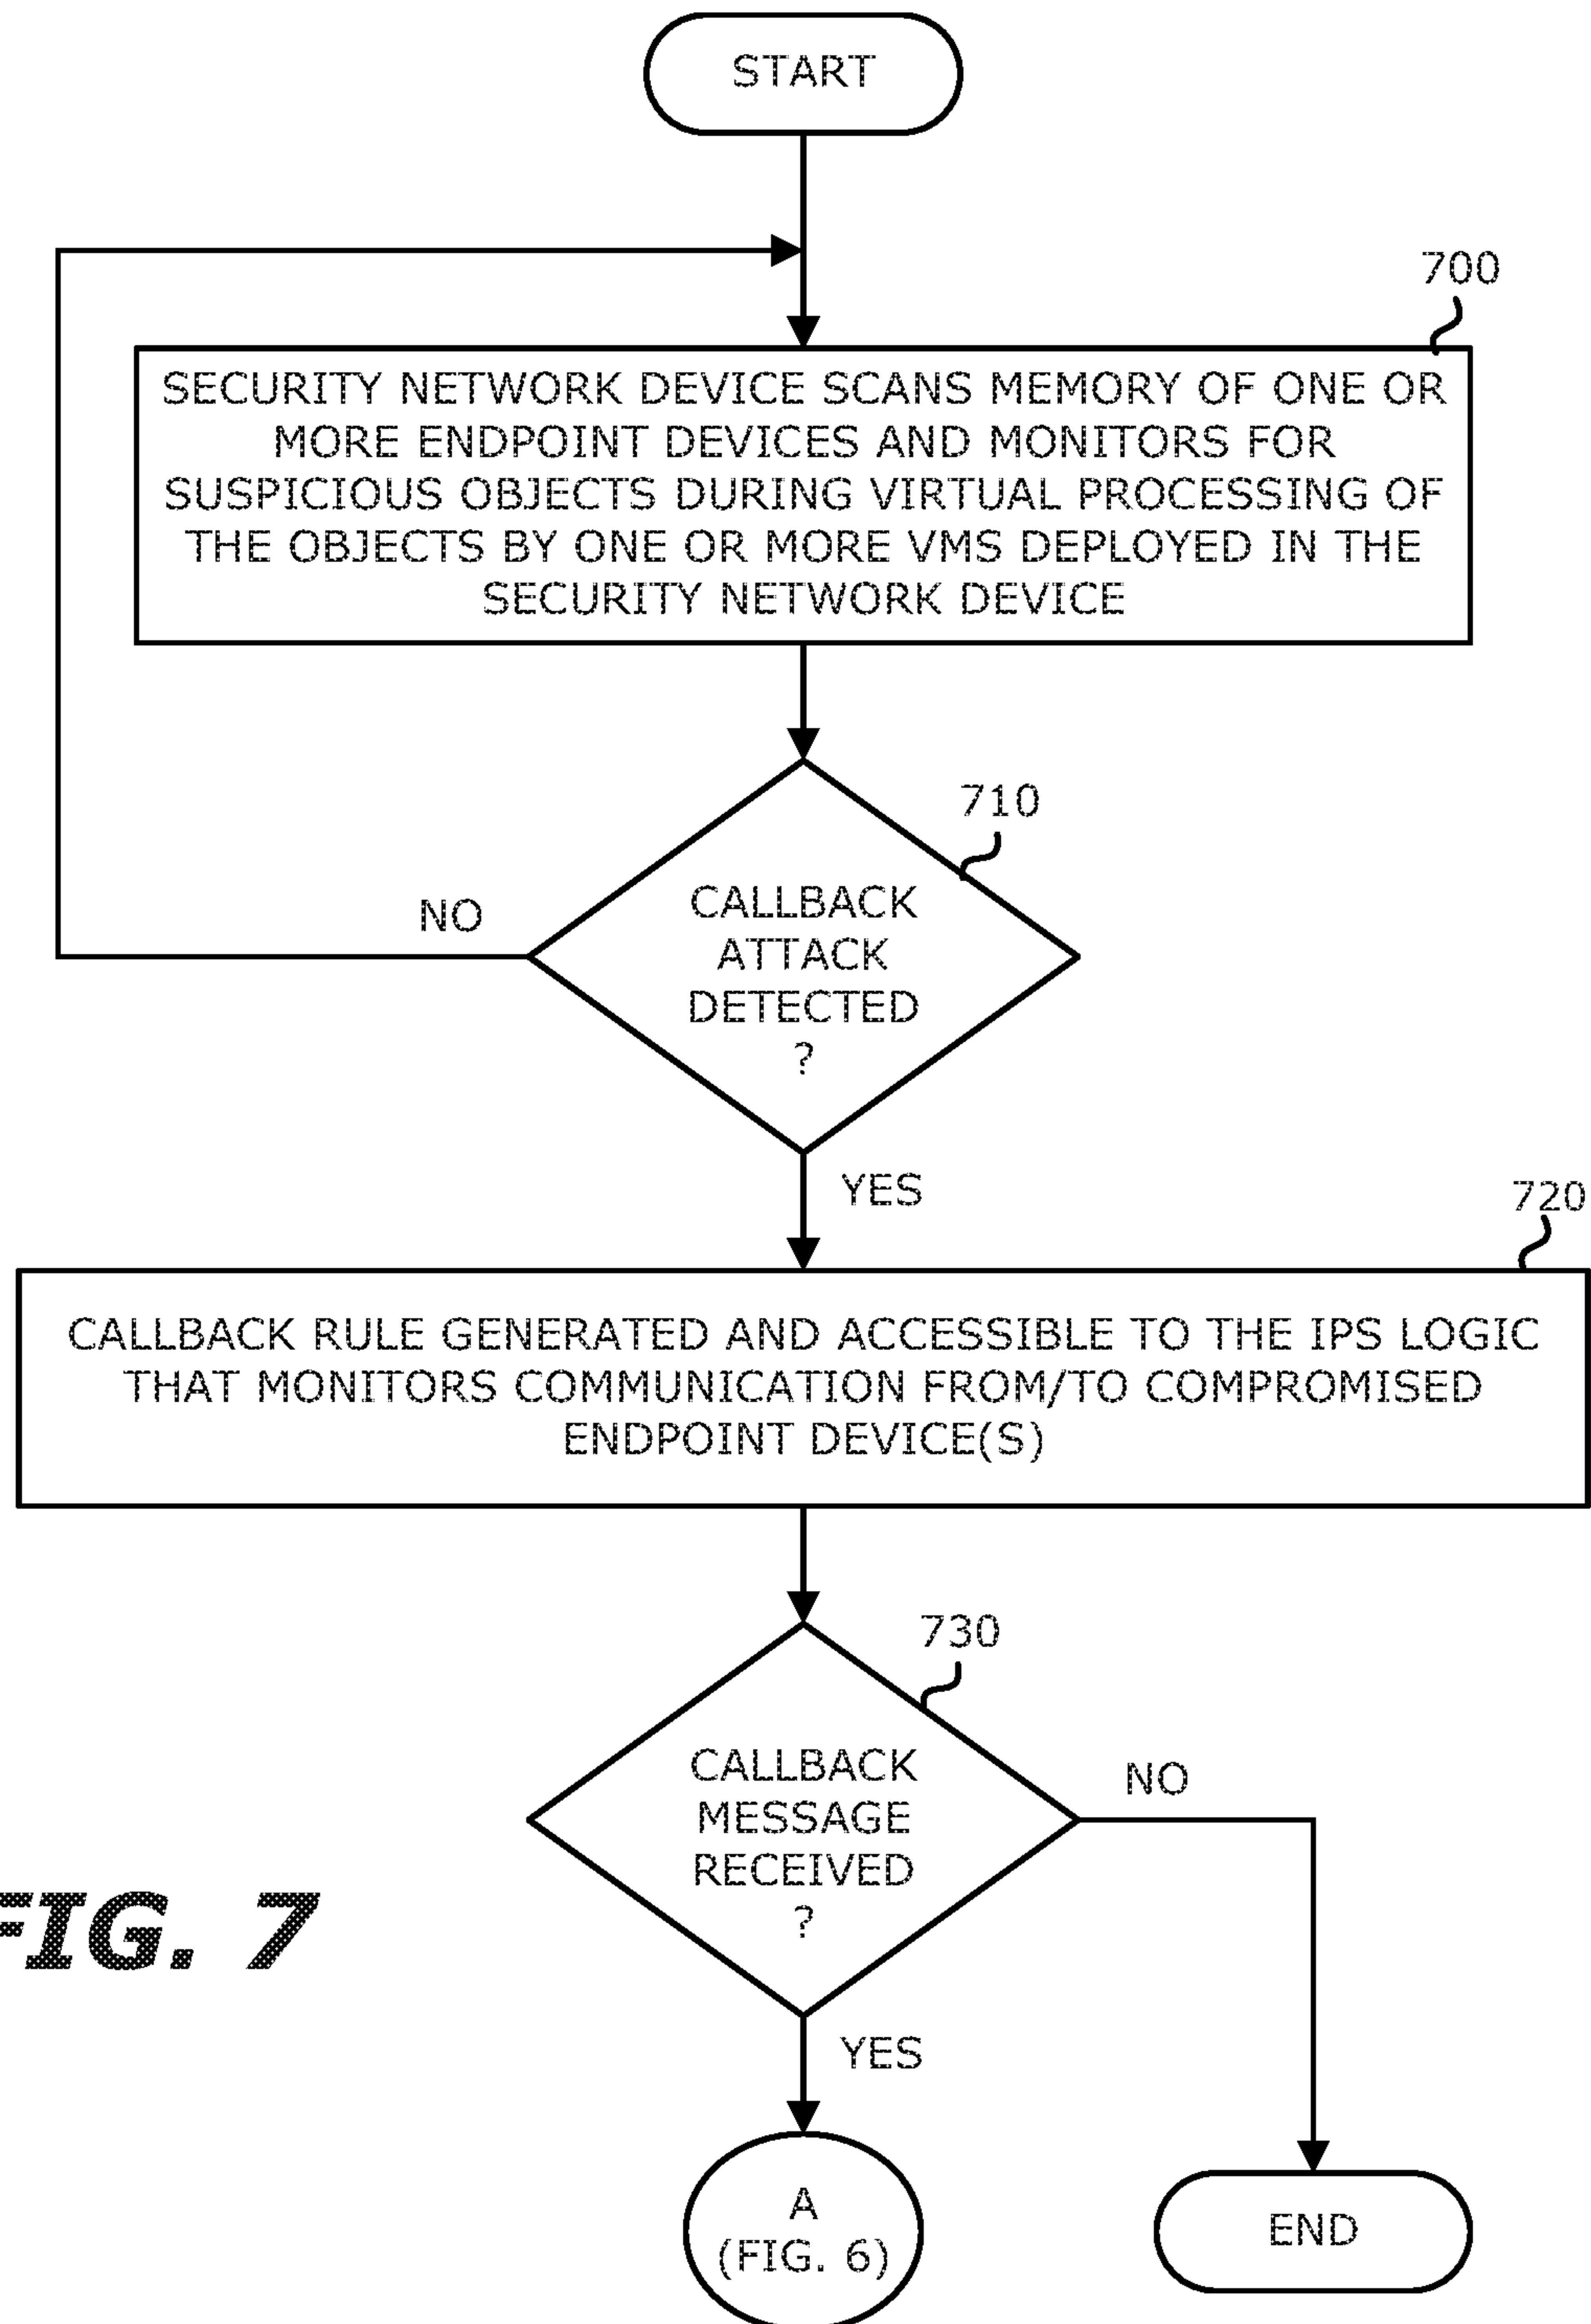 START
700
SECURITY NETWORK DEVICE SCANS MEMORY OF ONE OR
MORE ENDPOINT DEVICES AND MONITORS FOR
SUSPICIOUS OBJECTS DURING VIRTUAL PROCESSING OF
THE OBJECTS BY ONE OR MORE VMS DEPLOYED IN THE
SECURITY NETWORK DEVICE
710
NO
CALLBACK
ATTACK
DETECTED
?
YES
720
CALLBACK RULE GENERATED AND ACCESSIBLE TO THE IPS LOGIC
THAT MONITORS COMMUNICATION FROM/TO COMPROMISED
ENDPOINT DEVICE(S)
730
CALLBACK
MESSAGE
RECEIVED
?
NO
FIG. 7
YES
A
(FIG. 6)
END